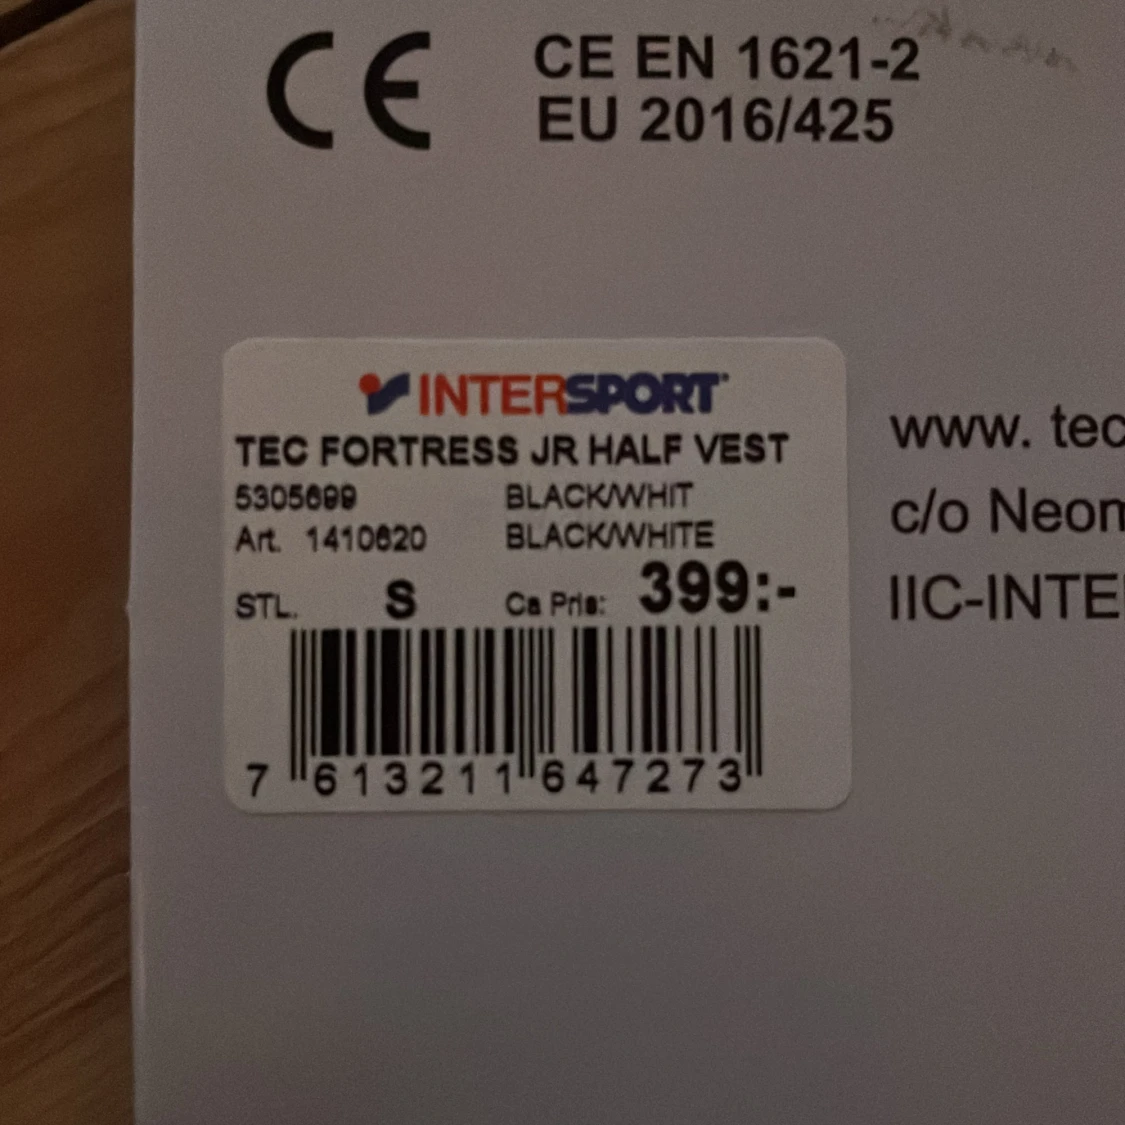 CE
CE EN 1621-2
EU 2016/425
INTERSPORT
TEC FORTRESS JR HALF VEST
5305699 BLACK/WHIT
Art. 1410620 BLACK/WHITE
STL. S Ca Pris: 399:-
7 613211 647273
www. tec
c/o Neon
IIC-INTE